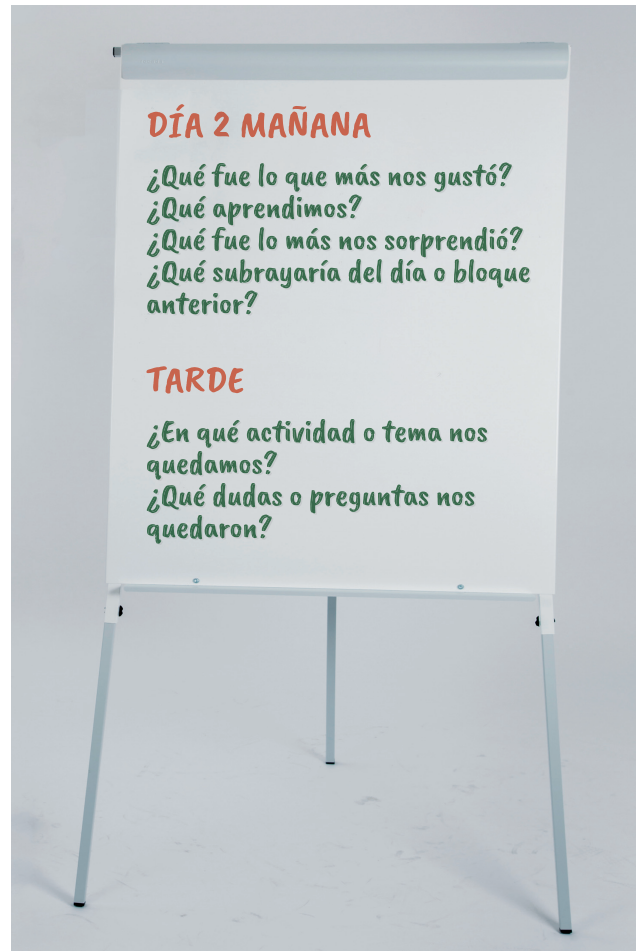 DÍA 2 MAÑANA
¿Qué fue lo que más nos gustó?
¿Qué aprendimos?
¿Qué fue lo más nos sorprendió?
¿Qué subrayaría del día o bloque
anterior?
TARDE
¿En qué actividad o tema nos
quedamos?
¿Qué dudas o preguntas nos
quedaron?